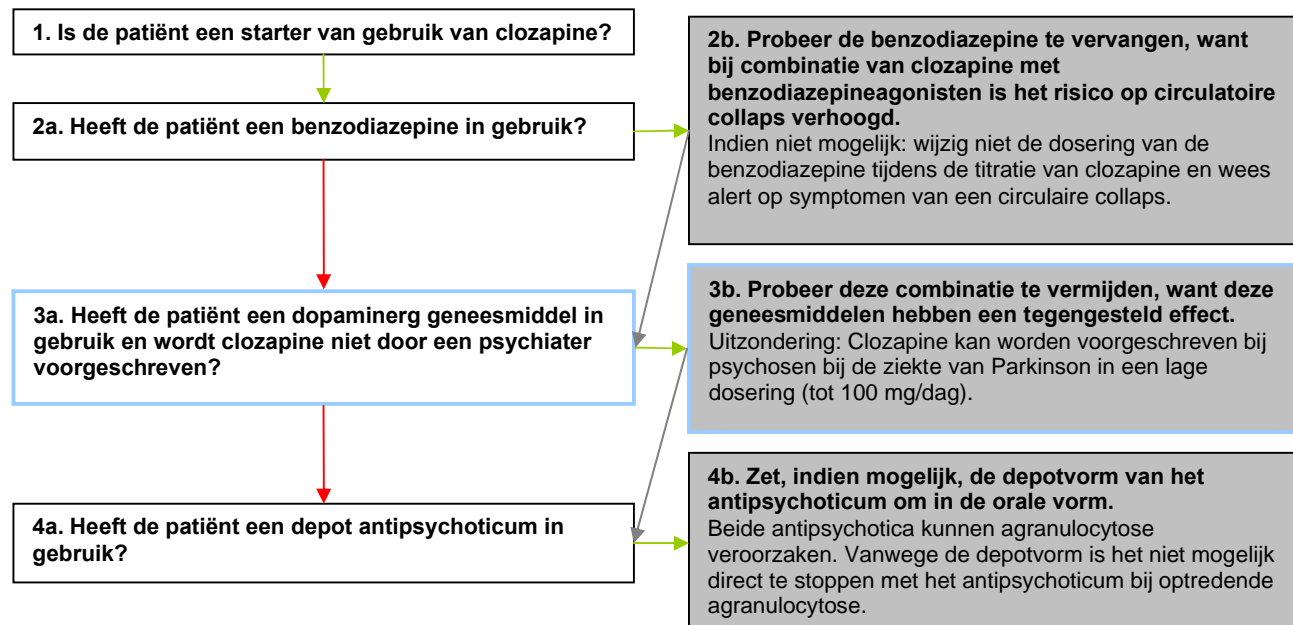 1. Is de patiënt een starter van gebruik van clozapine?
2a. Heeft de patiënt een benzodiazepine in gebruik?
2b. Probeer de benzodiazepine te vervangen, want
bij combinatie van clozapine met
benzodiazepineagonisten is het risico op circulatoire
collaps verhoogd.
Indien niet mogelijk: wijzig niet de dosering van de
benzodiazepine tijdens de titratie van clozapine en wees
alert op symptomen van een circulaire collaps.
3a. Heeft de patiënt een dopaminerg geneesmiddel in
gebruik en wordt clozapine niet door een psychiater
voorgeschreven?
3b. Probeer deze combinatie te vermijden, want deze
geneesmiddelen hebben een tegengesteld effect.
Uitzondering: Clozapine kan worden voorgeschreven bij
psychosen bij de ziekte van Parkinson in een lage
dosering (tot 100 mg/dag).
4a. Heeft de patiënt een depot antipsychoticum in
gebruik?
4b. Zet, indien mogelijk, de depotvorm van het
antipsychoticum om in de orale vorm.
Beide antipsychotica kunnen agranulocytose
veroorzaken. Vanwege de depotvorm is het niet mogelijk
direct te stoppen met het antipsychoticum bij optredende
agranulocytose.